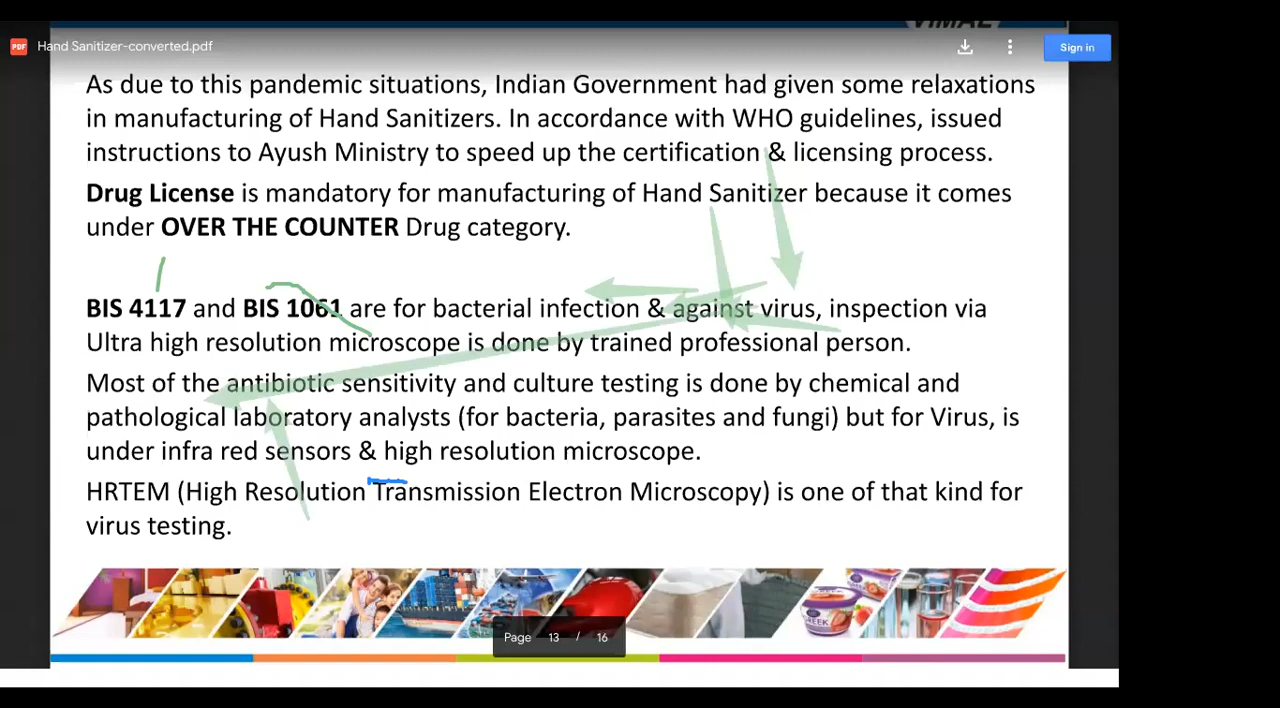 VIMAL
PDF Hand Sanitizer-converted.pdf
Sign in
As due to this pandemic situations, Indian Government had given some relaxations
in manufacturing of Hand Sanitizers. In accordance with WHO guidelines, issued
instructions to Ayush Ministry to speed up the certification & licensing process.
Drug License is mandatory for manufacturing of Hand Sanitizer because it comes
under OVER THE COUNTER Drug category.
BIS 4117 and BIS 1061 are for bacterial infection & against virus, inspection via
Ultra high resolution microscope is done by trained professional person.
Most of the antibiotic sensitivity and culture testing is done by chemical and
pathological laboratory analysts (for bacteria, parasites and fungi) but for Virus, is
under infra red sensors & high resolution microscope.
HRTEM (High Resolution Transmission Electron Microscopy) is one of that kind for
virus testing.
GREEK
Page 13 / 16